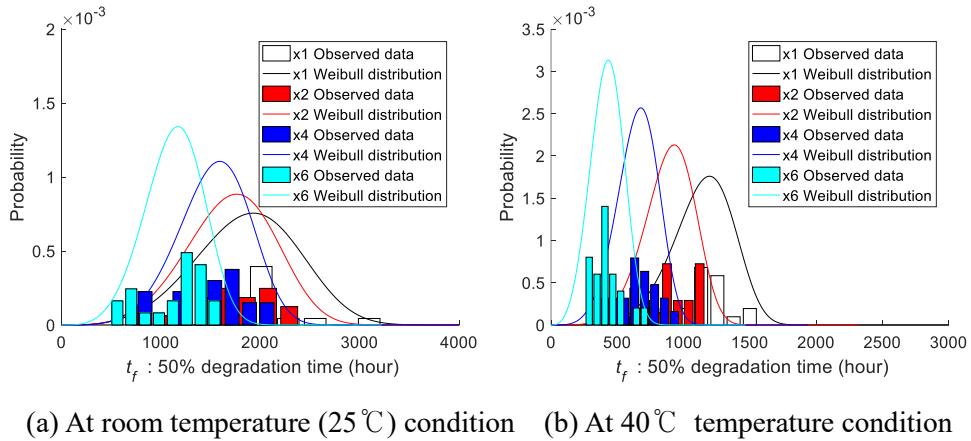 ×10⁻³
2
1.5
1
0.5
0
Probability
0 1000 2000 3000 4000
t_f : 50% degradation time (hour)
x1 Observed data
x1 Weibull distribution
x2 Observed data
x2 Weibull distribution
x4 Observed data
x4 Weibull distribution
x6 Observed data
x6 Weibull distribution
(a) At room temperature (25℃) condition
×10⁻³
3.5
3
2.5
2
1.5
1
0.5
0
Probability
0 500 1000 1500 2000 2500 3000
t_f : 50% degradation time (hour)
x1 Observed data
x1 Weibull distribution
x2 Observed data
x2 Weibull distribution
x4 Observed data
x4 Weibull distribution
x6 Observed data
x6 Weibull distribution
(b) At 40℃ temperature condition